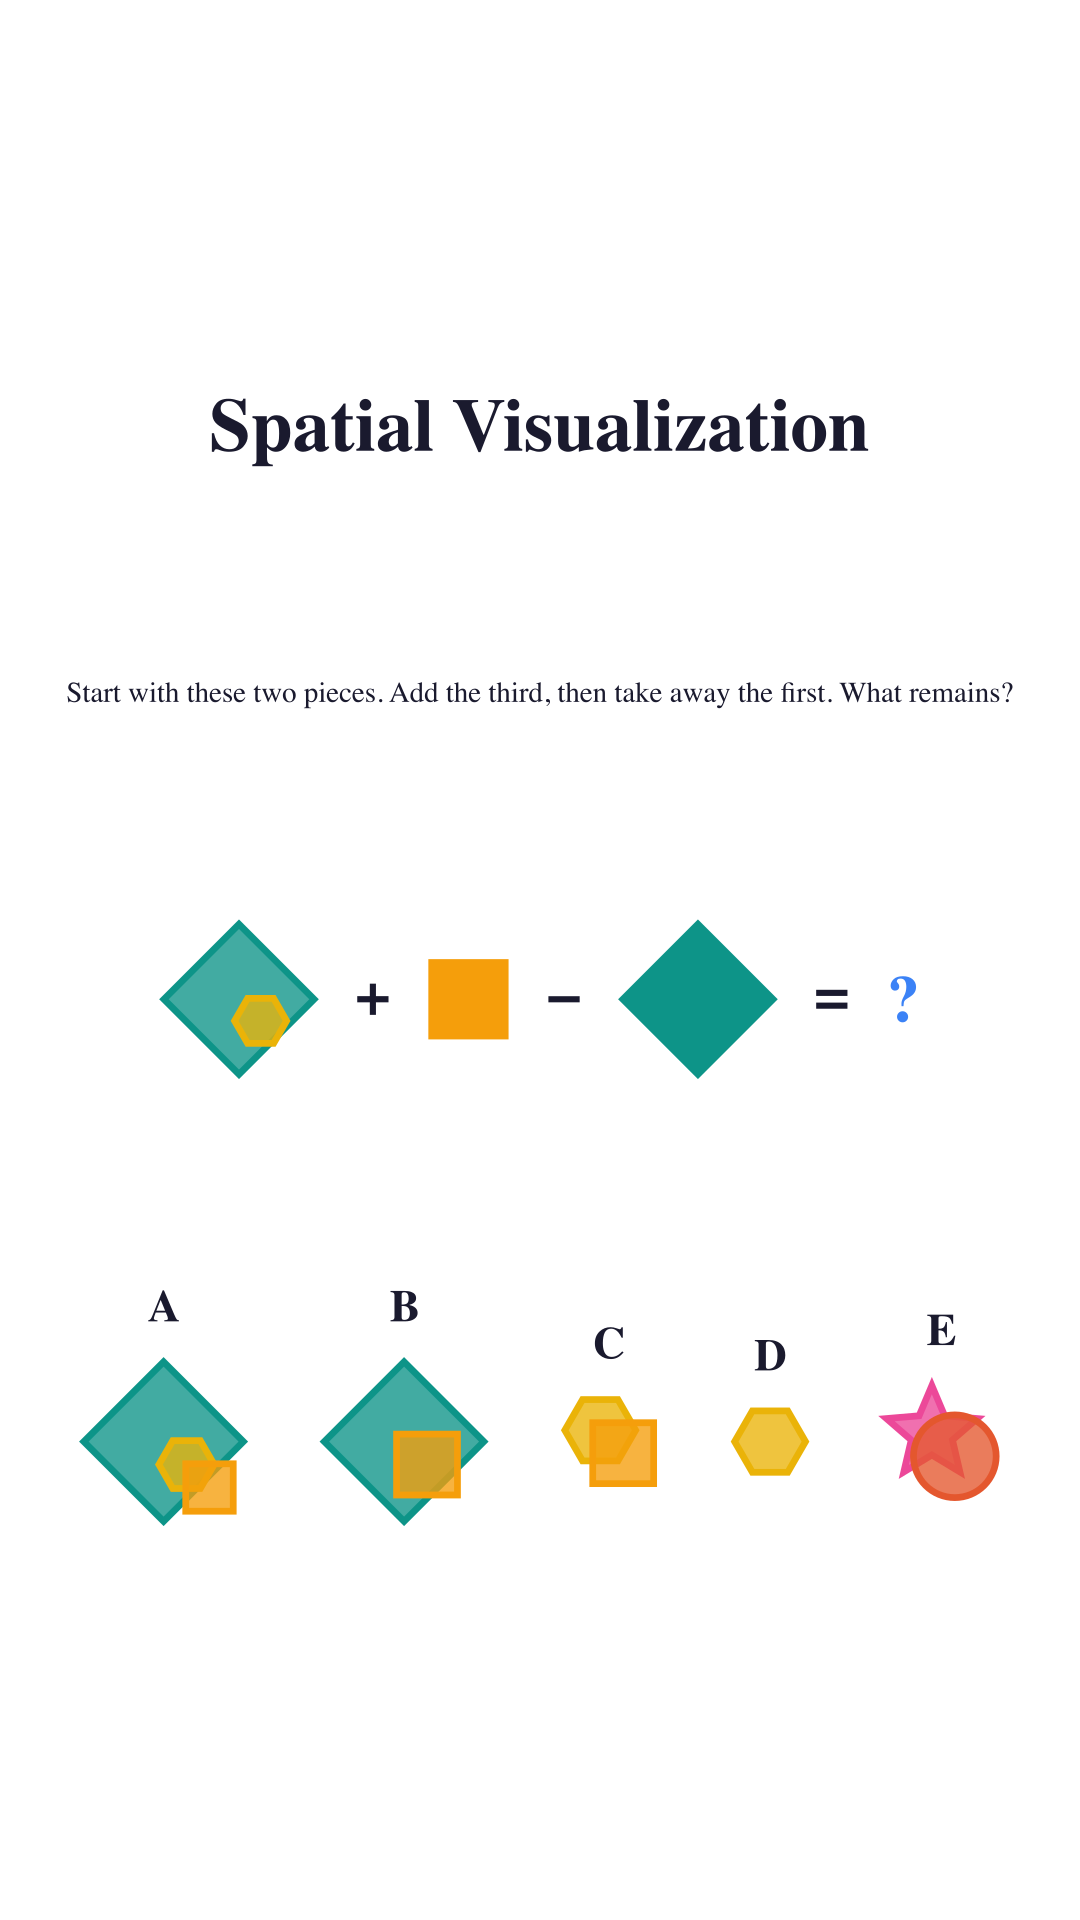 Spatial Visualization
Start with these two pieces. Add the third, then take away the first. What remains?
+ − = ?
A B C D E